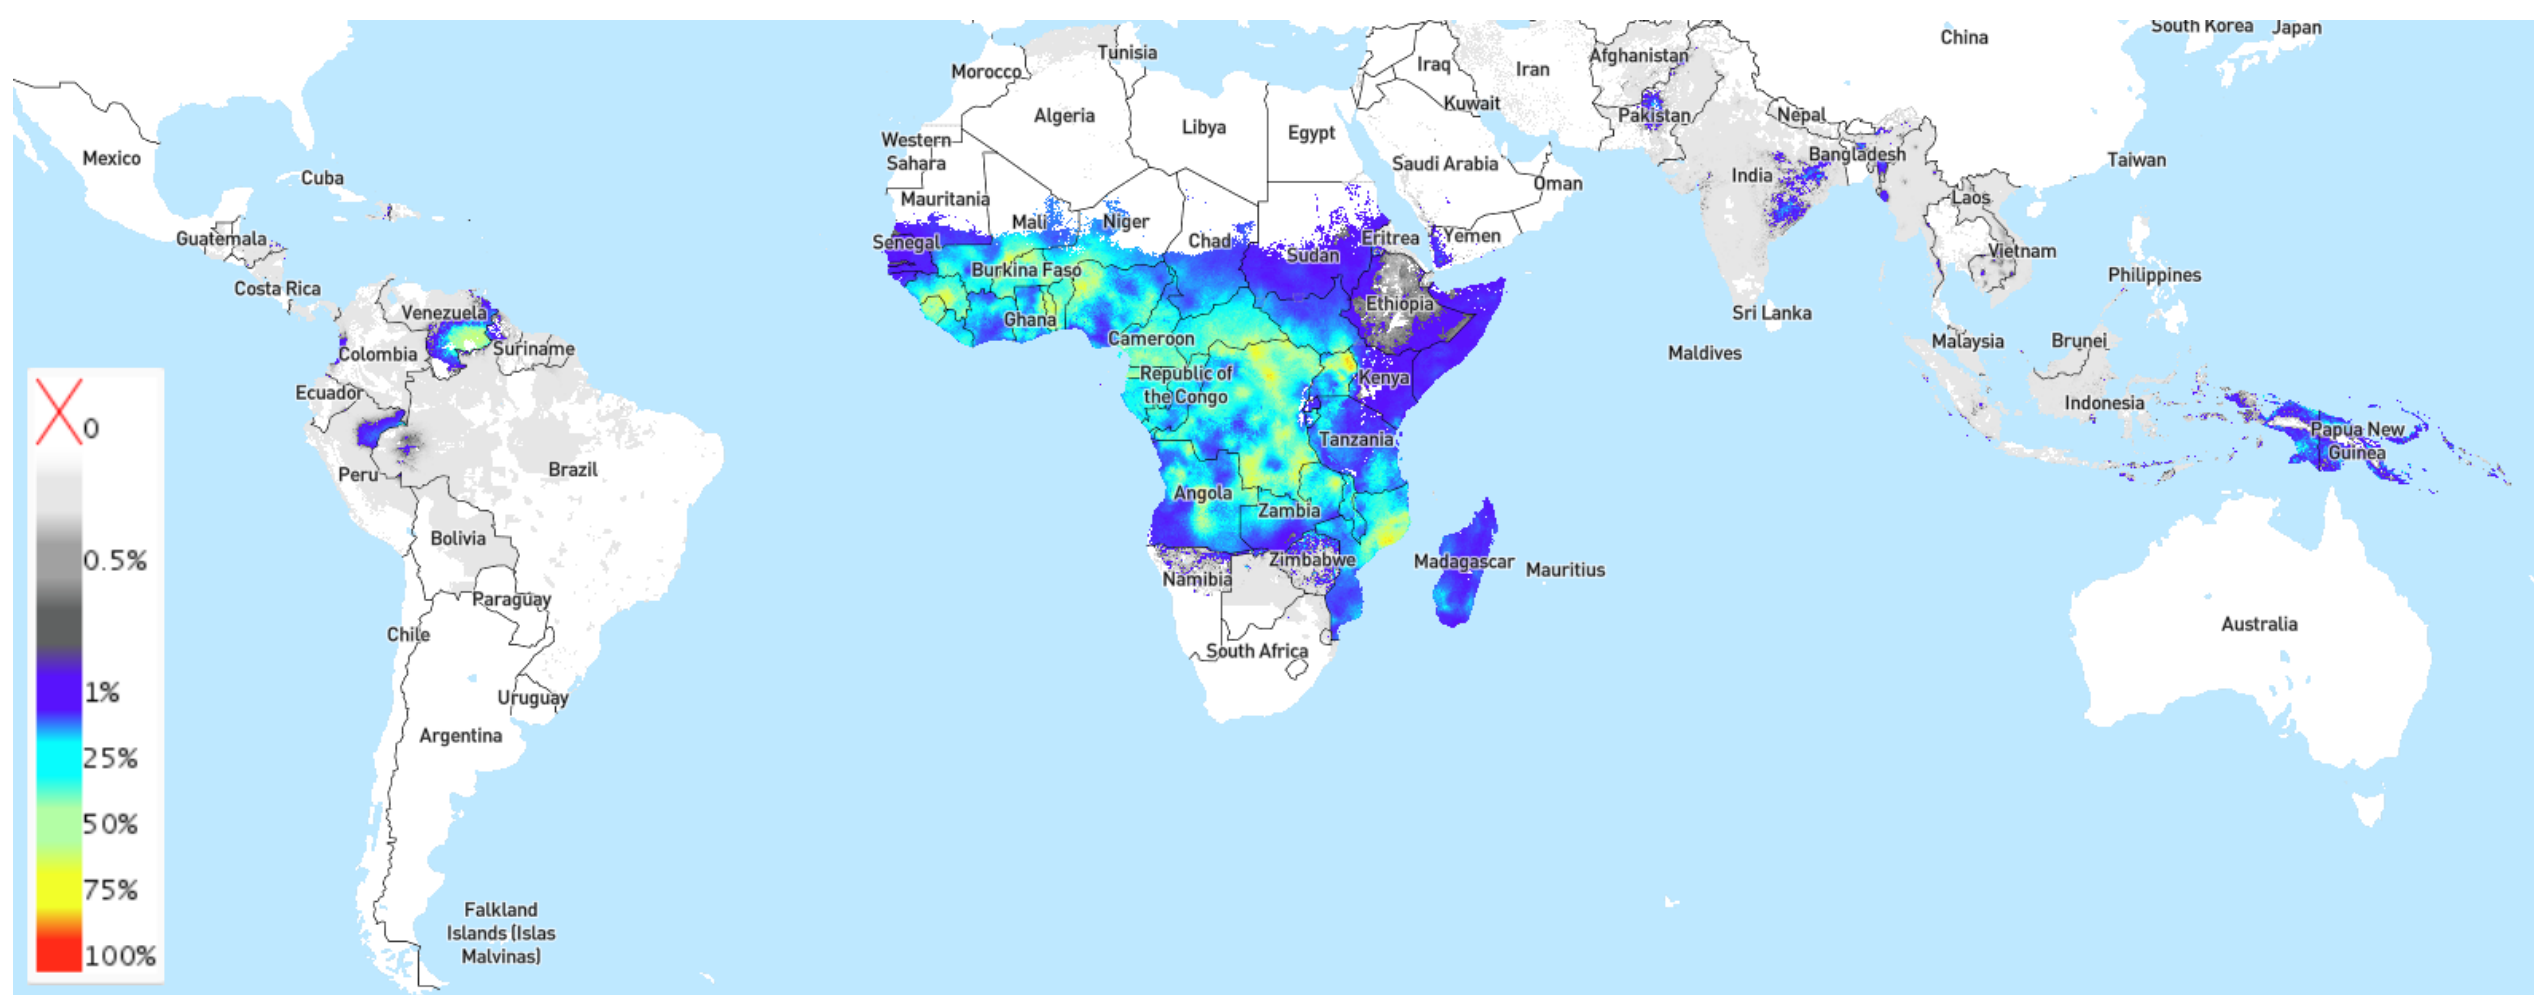 South Korea
Japan
China
Tunisia
Afghanistan
Iraq
Iran
Morocco
Kuwait
Algeria
Pakistan
Nepal
Libya
Egypt
Western
Sahara
Bangladesh
Mexico
Taiwan
Saudi Arabia
India
Cuba
Oman
Mauritania
Laos
Mali
Niger
Guatemala
Senegal
Chad
Eritrea
Yemen
Vietnam
Sudan
Burkina Faso
Philippines
Costa Rica
Ethiopia
Venezuela
Ghana
Sri Lanka
Cameroon
Malaysia
Brunei
Suriname
Colombia
Maldives
Republic of
the Congo
Kenya
Ecuador
Indonesia
0
Papua New
Guinea
Tanzania
Brazil
Peru
Angola
Zambia
Bolivia
0.5%
Zimbabwe
Madagascar
Mauritius
Namibia
Paraguay
Australia
Chile
South Africa
1%
Uruguay
Argentina
25%
50%
75%
Falkland
Islands (Islas
Malvinas)
100%